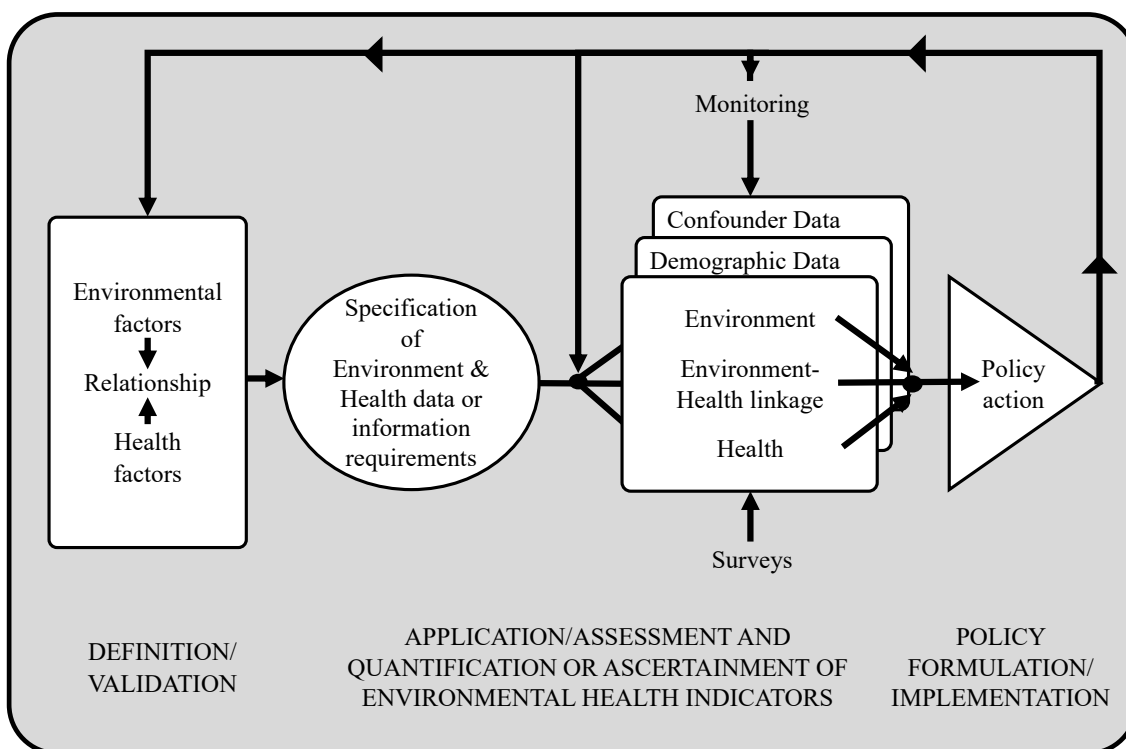 Monitoring
Confounder Data
Demographic Data
Environmental
factors
Relationship
Health
factors
Specification
of
Environment &
Health data or
information
requirements
Environment
Environment-
Health linkage
Health
Policy
action
Surveys
DEFINITION/
VALIDATION
APPLICATION/ASSESSMENT AND
QUANTIFICATION OR ASCERTAINMENT OF
ENVIRONMENTAL HEALTH INDICATORS
POLICY
FORMULATION/
IMPLEMENTATION